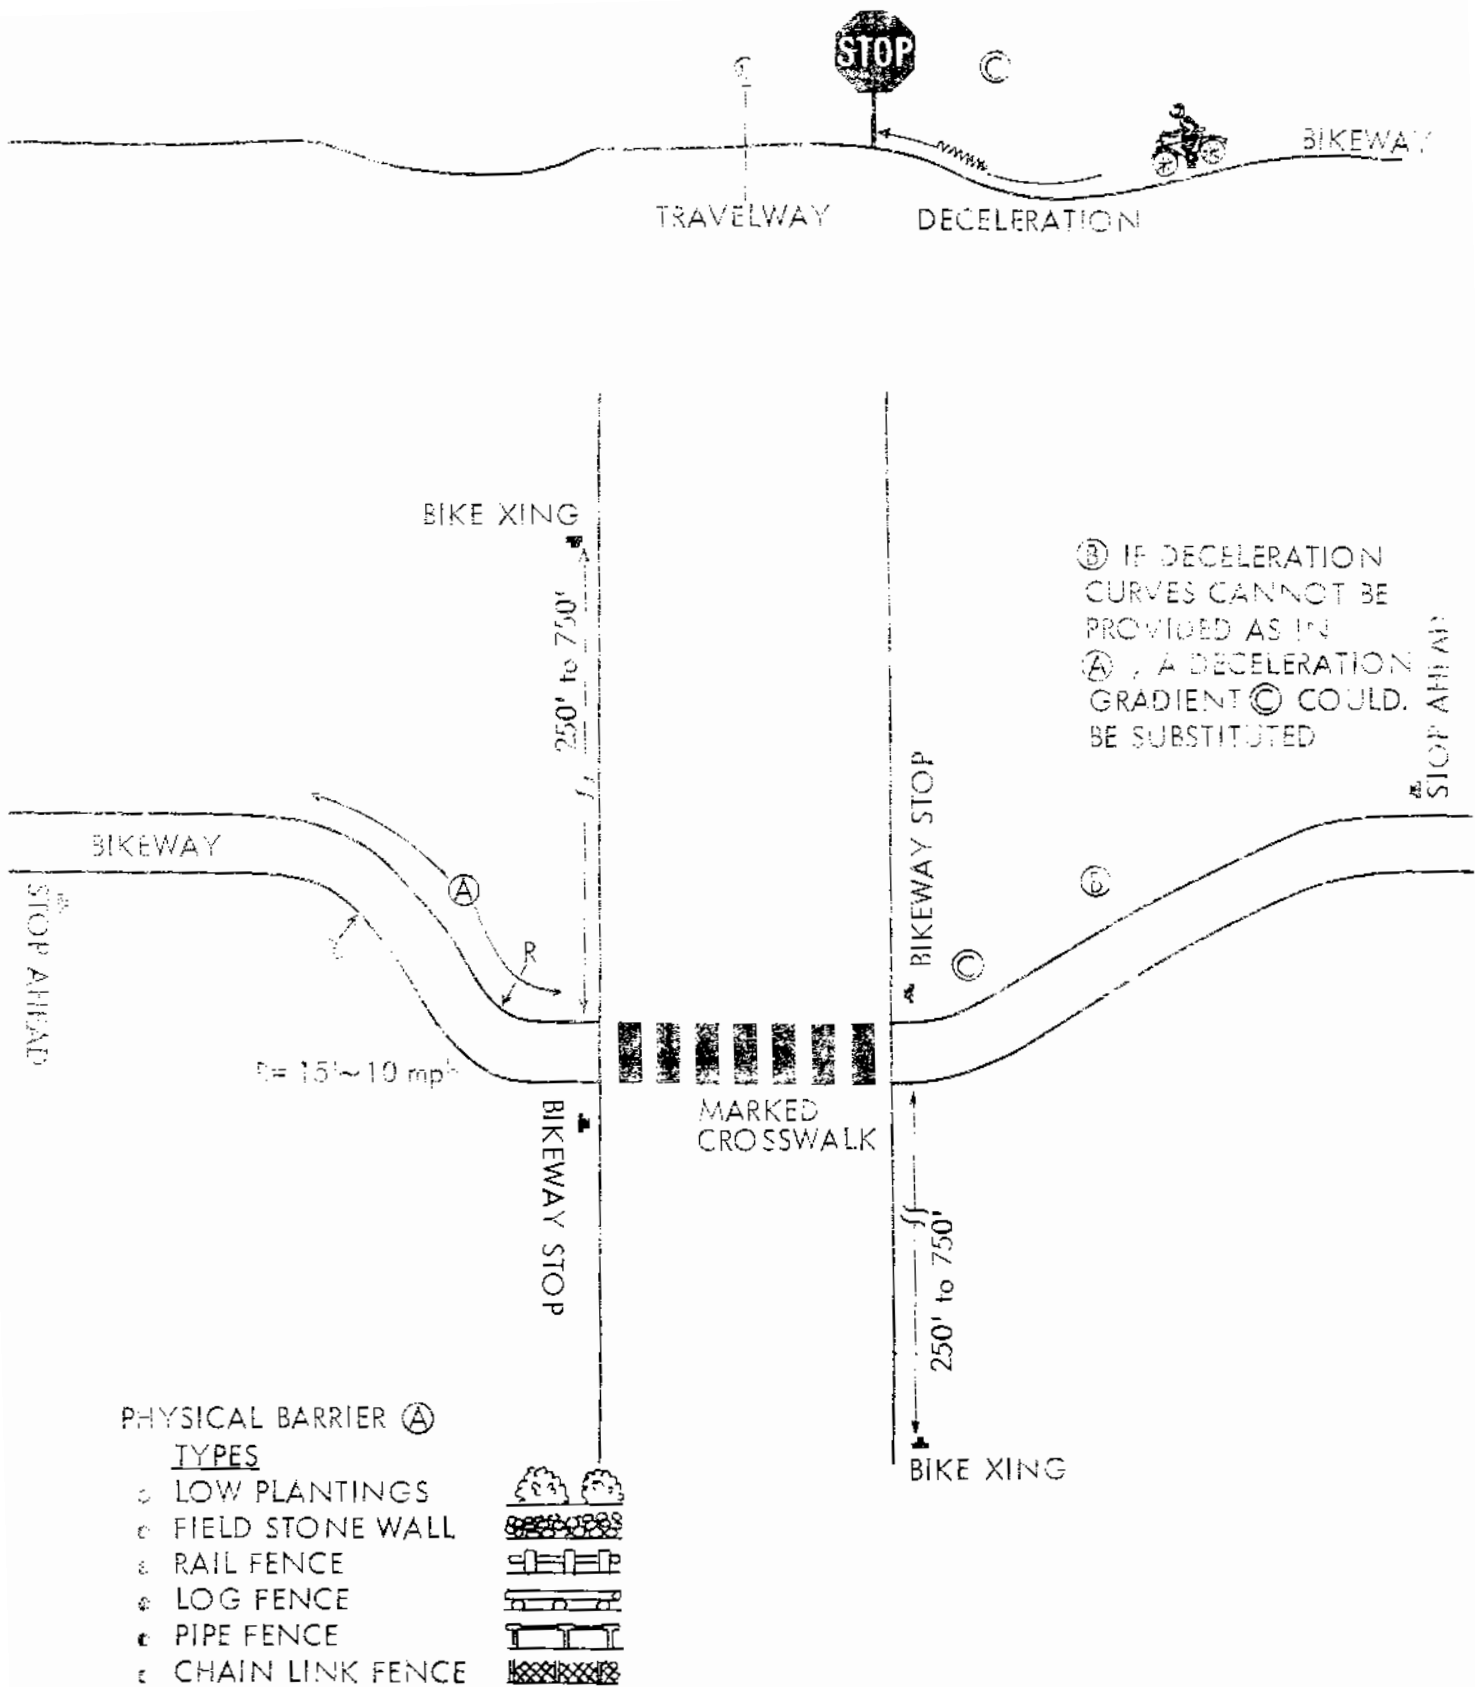 STOP
C
BIKEWAY
TRAVELWAY
DECELERATION
BIKE XING
250' to 750'
B IF DECELERATION
CURVES CANNOT BE
PROVIDED AS IN
A , A DECELERATION
GRADIENT C COULD.
BE SUBSTITUTED
STOP AHEAD
BIKEWAY STOP
BIKEWAY
A
B
R
C
STOP AHEAD
R= 15'~10 mph
MARKED
CROSSWALK
BIKEWAY STOP
250' to 750'
BIKE XING
PHYSICAL BARRIER A
TYPES
LOW PLANTINGS
FIELD STONE WALL
RAIL FENCE
LOG FENCE
PIPE FENCE
CHAIN LINK FENCE